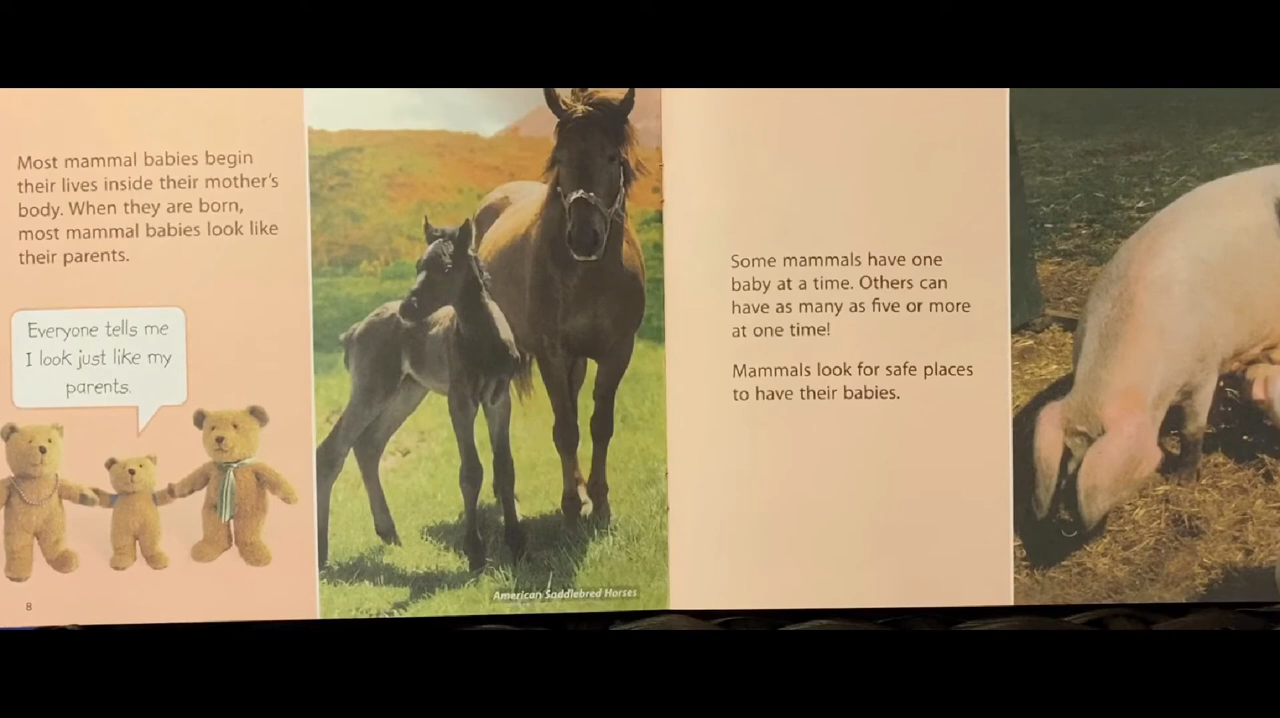 Most mammal babies begin
their lives inside their mother's
body. When they are born,
most mammal babies look like
their parents.
Everyone tells me
I look just like my
parents.
8
American Saddlebred Horses
Some mammals have one
baby at a time. Others can
have as many as five or more
at one time!
Mammals look for safe places
to have their babies.